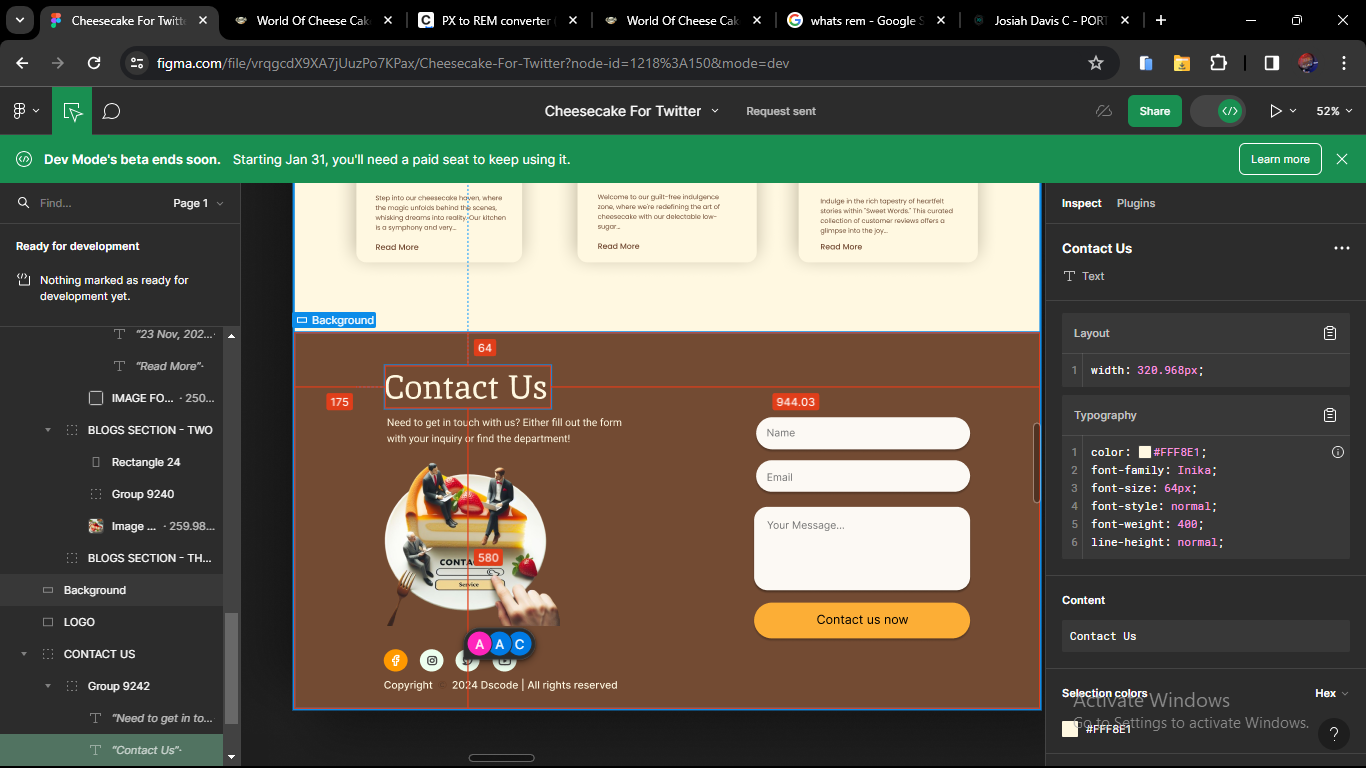 Cheesecake For Twitte
World Of Cheese Cak
PX to REM converter
World Of Cheese Cak
whats rem - Google S
Josiah Davis C - PORT
figma.com/file/vrqgcdX9XA7jUuzPo7KPax/Cheesecake-For-Twitter?node-id=1218%3A150&mode=dev
Cheesecake For Twitter
Request sent
Share
52%
Dev Mode's beta ends soon. Starting Jan 31, you'll need a paid seat to keep using it.
Learn more
Find...
Page 1
Ready for development
Nothing marked as ready for
development yet.
"23 Nov, 202...
"Read More"
IMAGE FO... · 250...
BLOGS SECTION - TWO
Rectangle 24
Group 9240
Image ... · 259.98...
BLOGS SECTION - TH...
Background
LOGO
CONTACT US
Group 9242
"Need to get in to...
"Contact Us"
Step into our cheesecake haven, where
the magic unfolds behind the scenes,
whisking dreams into reality. Our kitchen
is a symphony and very...
Read More
Welcome to our guilt-free indulgence
zone, where we're redefining the art of
cheesecake with our delectable low-
sugar...
Read More
Indulge in the rich tapestry of heartfelt
stories within "Sweet Words." This curated
collection of customer reviews offers a
glimpse into the joy...
Read More
Background
64
Contact Us
175
944.03
Need to get in touch with us? Either fill out the form
with your inquiry or find the department!
Name
Email
Your Message...
580
CONTA
Service
Contact us now
A A C
Copyright © 2024 Dscode | All rights reserved
Inspect
Plugins
Contact Us
Text
Layout
1 width: 320.968px;
Typography
1 color: #FFF8E1;
2 font-family: Inika;
3 font-size: 64px;
4 font-style: normal;
5 font-weight: 400;
6 line-height: normal;
Content
Contact Us
Selection colors
Hex
Activate Windows
Go to Settings to activate Windows.
#FFF8E1
?